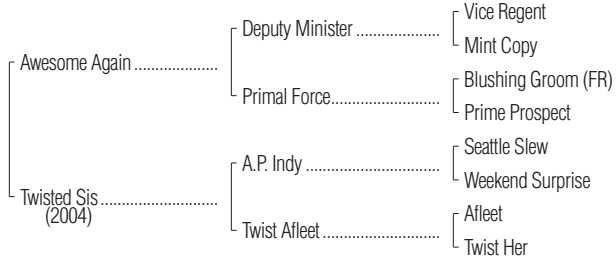 Vice Regent
Deputy Minister ....................
Mint Copy
Awesome Again ....................
Blushing Groom (FR)
Primal Force..........................
Prime Prospect
Seattle Slew
A.P. Indy ................................
Weekend Surprise
Twisted Sis ............................
(2004)
Afleet
Twist Afleet ............................
Twist Her